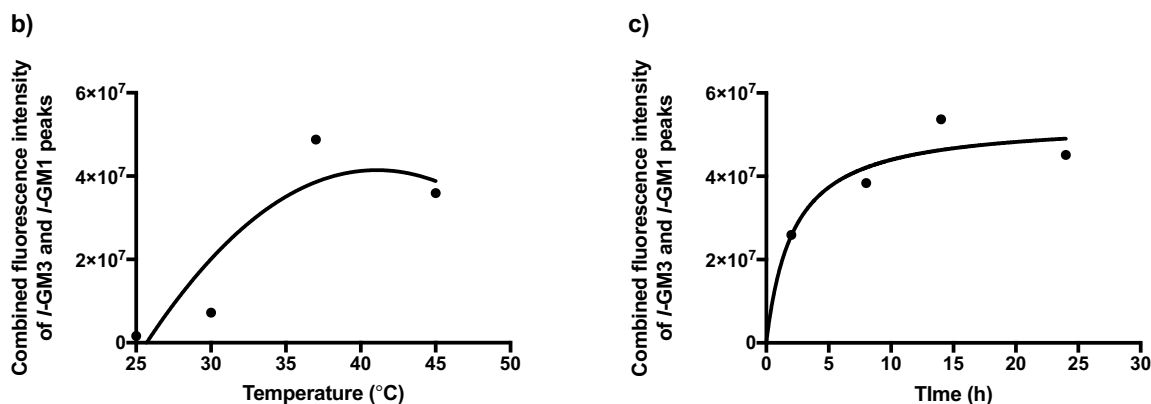 b)
Combined fluorescence intensity
of l-GM3 and l-GM1 peaks
6×10⁷
4×10⁷
2×10⁷
0
25 30 35 40 45 50
Temperature (°C)
c)
Combined fluorescence intensity
of l-GM3 and l-GM1 peaks
6×10⁷
4×10⁷
2×10⁷
0
0 5 10 15 20 25 30
TIme (h)